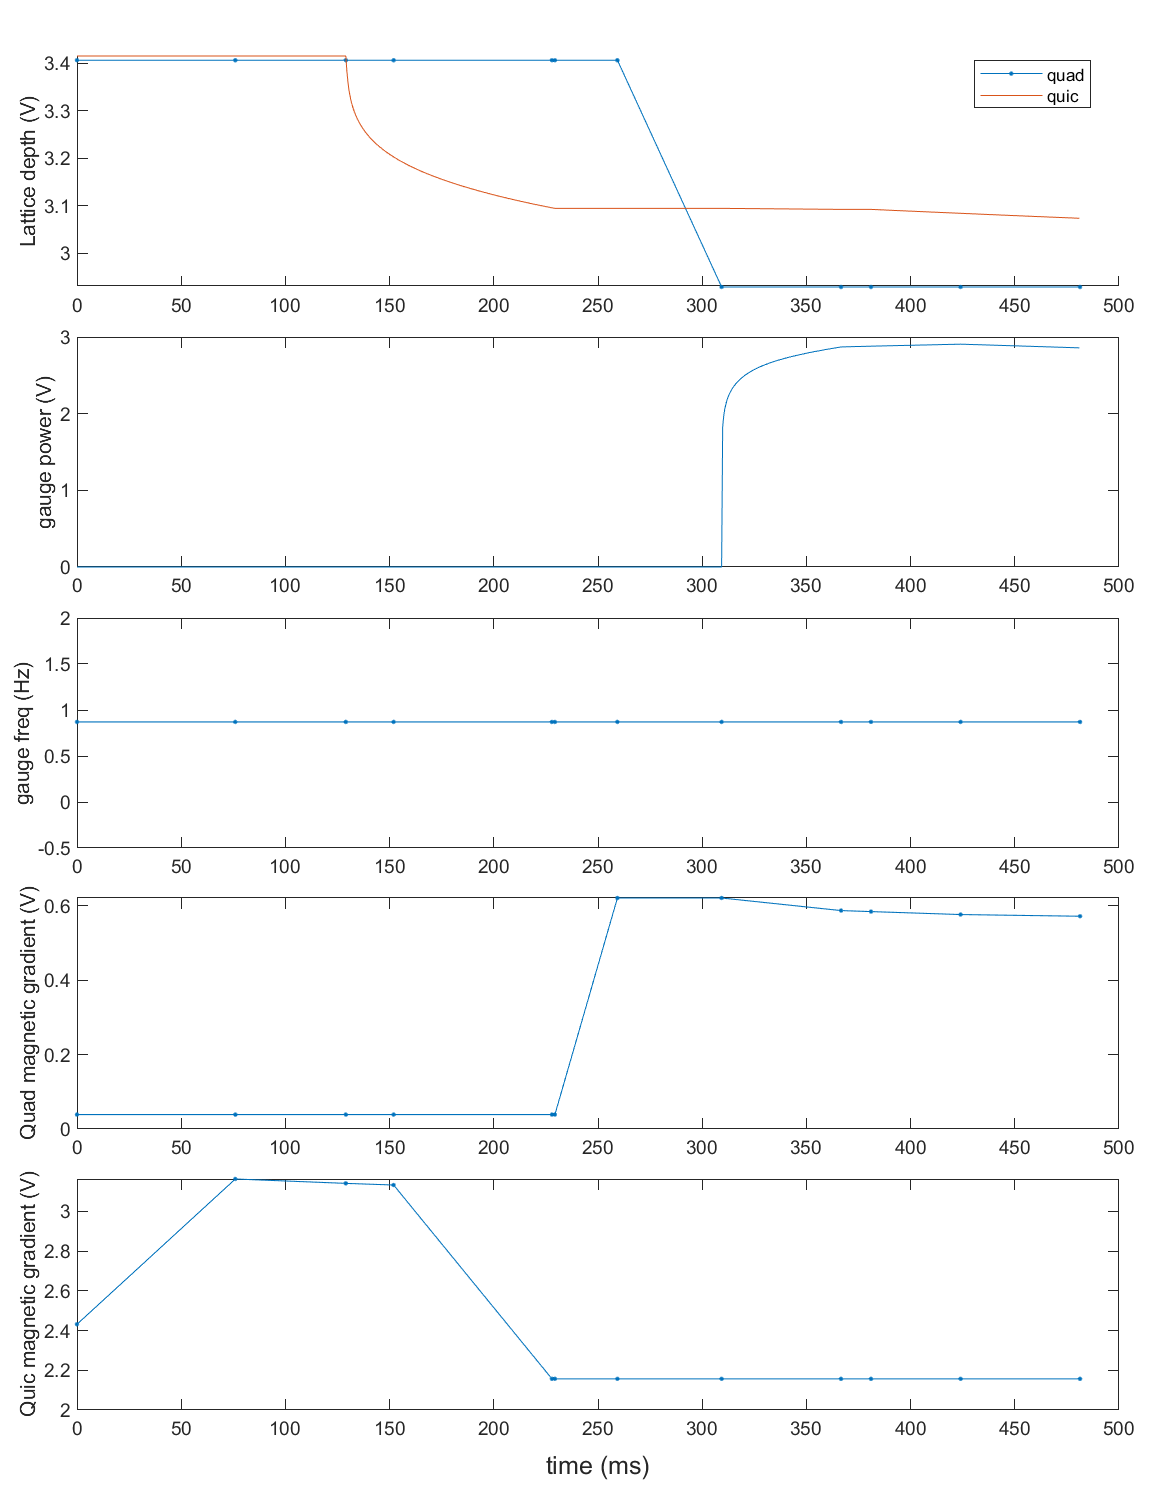 Lattice depth (V)
3.4
3.3
3.2
3.1
3
quad
quic
0 50 100 150 200 250 300 350 400 450 500
gauge power (V)
3
2
1
0
0 50 100 150 200 250 300 350 400 450 500
gauge freq (Hz)
2
1.5
1
0.5
0
-0.5
0 50 100 150 200 250 300 350 400 450 500
Quad magnetic gradient (V)
0.6
0.4
0.2
0
0 50 100 150 200 250 300 350 400 450 500
Quic magnetic gradient (V)
3
2.8
2.6
2.4
2.2
2
0 50 100 150 200 250 300 350 400 450 500
time (ms)